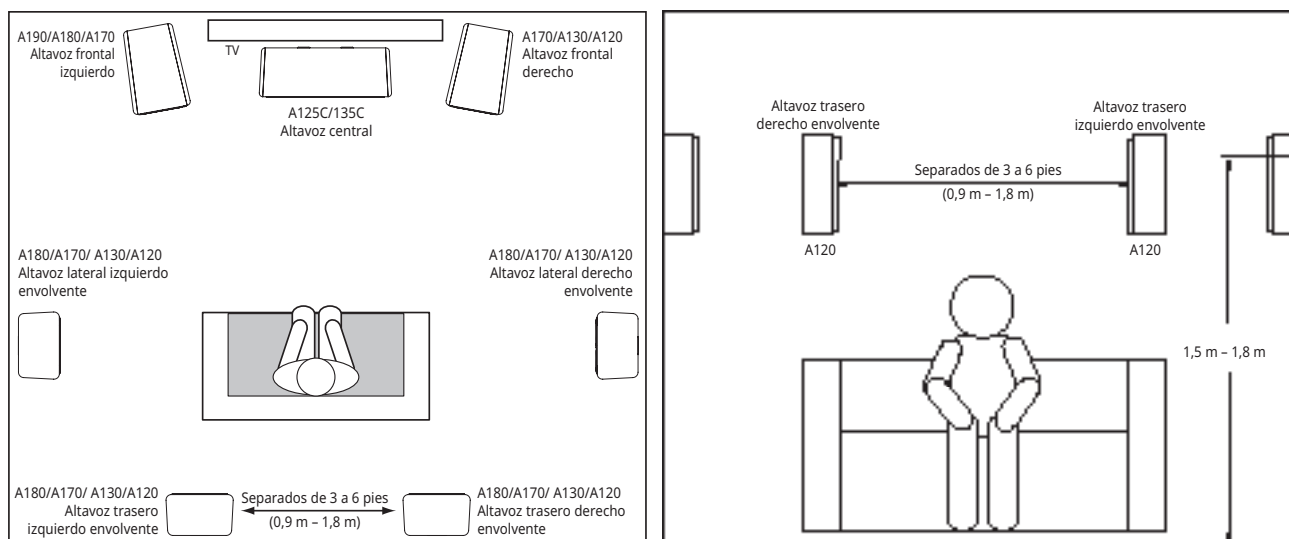 A190/A180/A170
Altavoz frontal
izquierdo
TV
A170/A130/A120
Altavoz frontal
derecho
A125C/135C
Altavoz central
A180/A170/ A130/A120
Altavoz lateral izquierdo
envolvente
A180/A170/ A130/A120
Altavoz lateral derecho
envolvente
A180/A170/ A130/A120
Altavoz trasero
izquierdo envolvente
Separados de 3 a 6 pies
(0,9 m – 1,8 m)
A180/A170/ A130/A120
Altavoz trasero derecho
envolvente
Altavoz trasero
derecho envolvente
Altavoz trasero
izquierdo envolvente
Separados de 3 a 6 pies
(0,9 m – 1,8 m)
A120
A120
1,5 m – 1,8 m